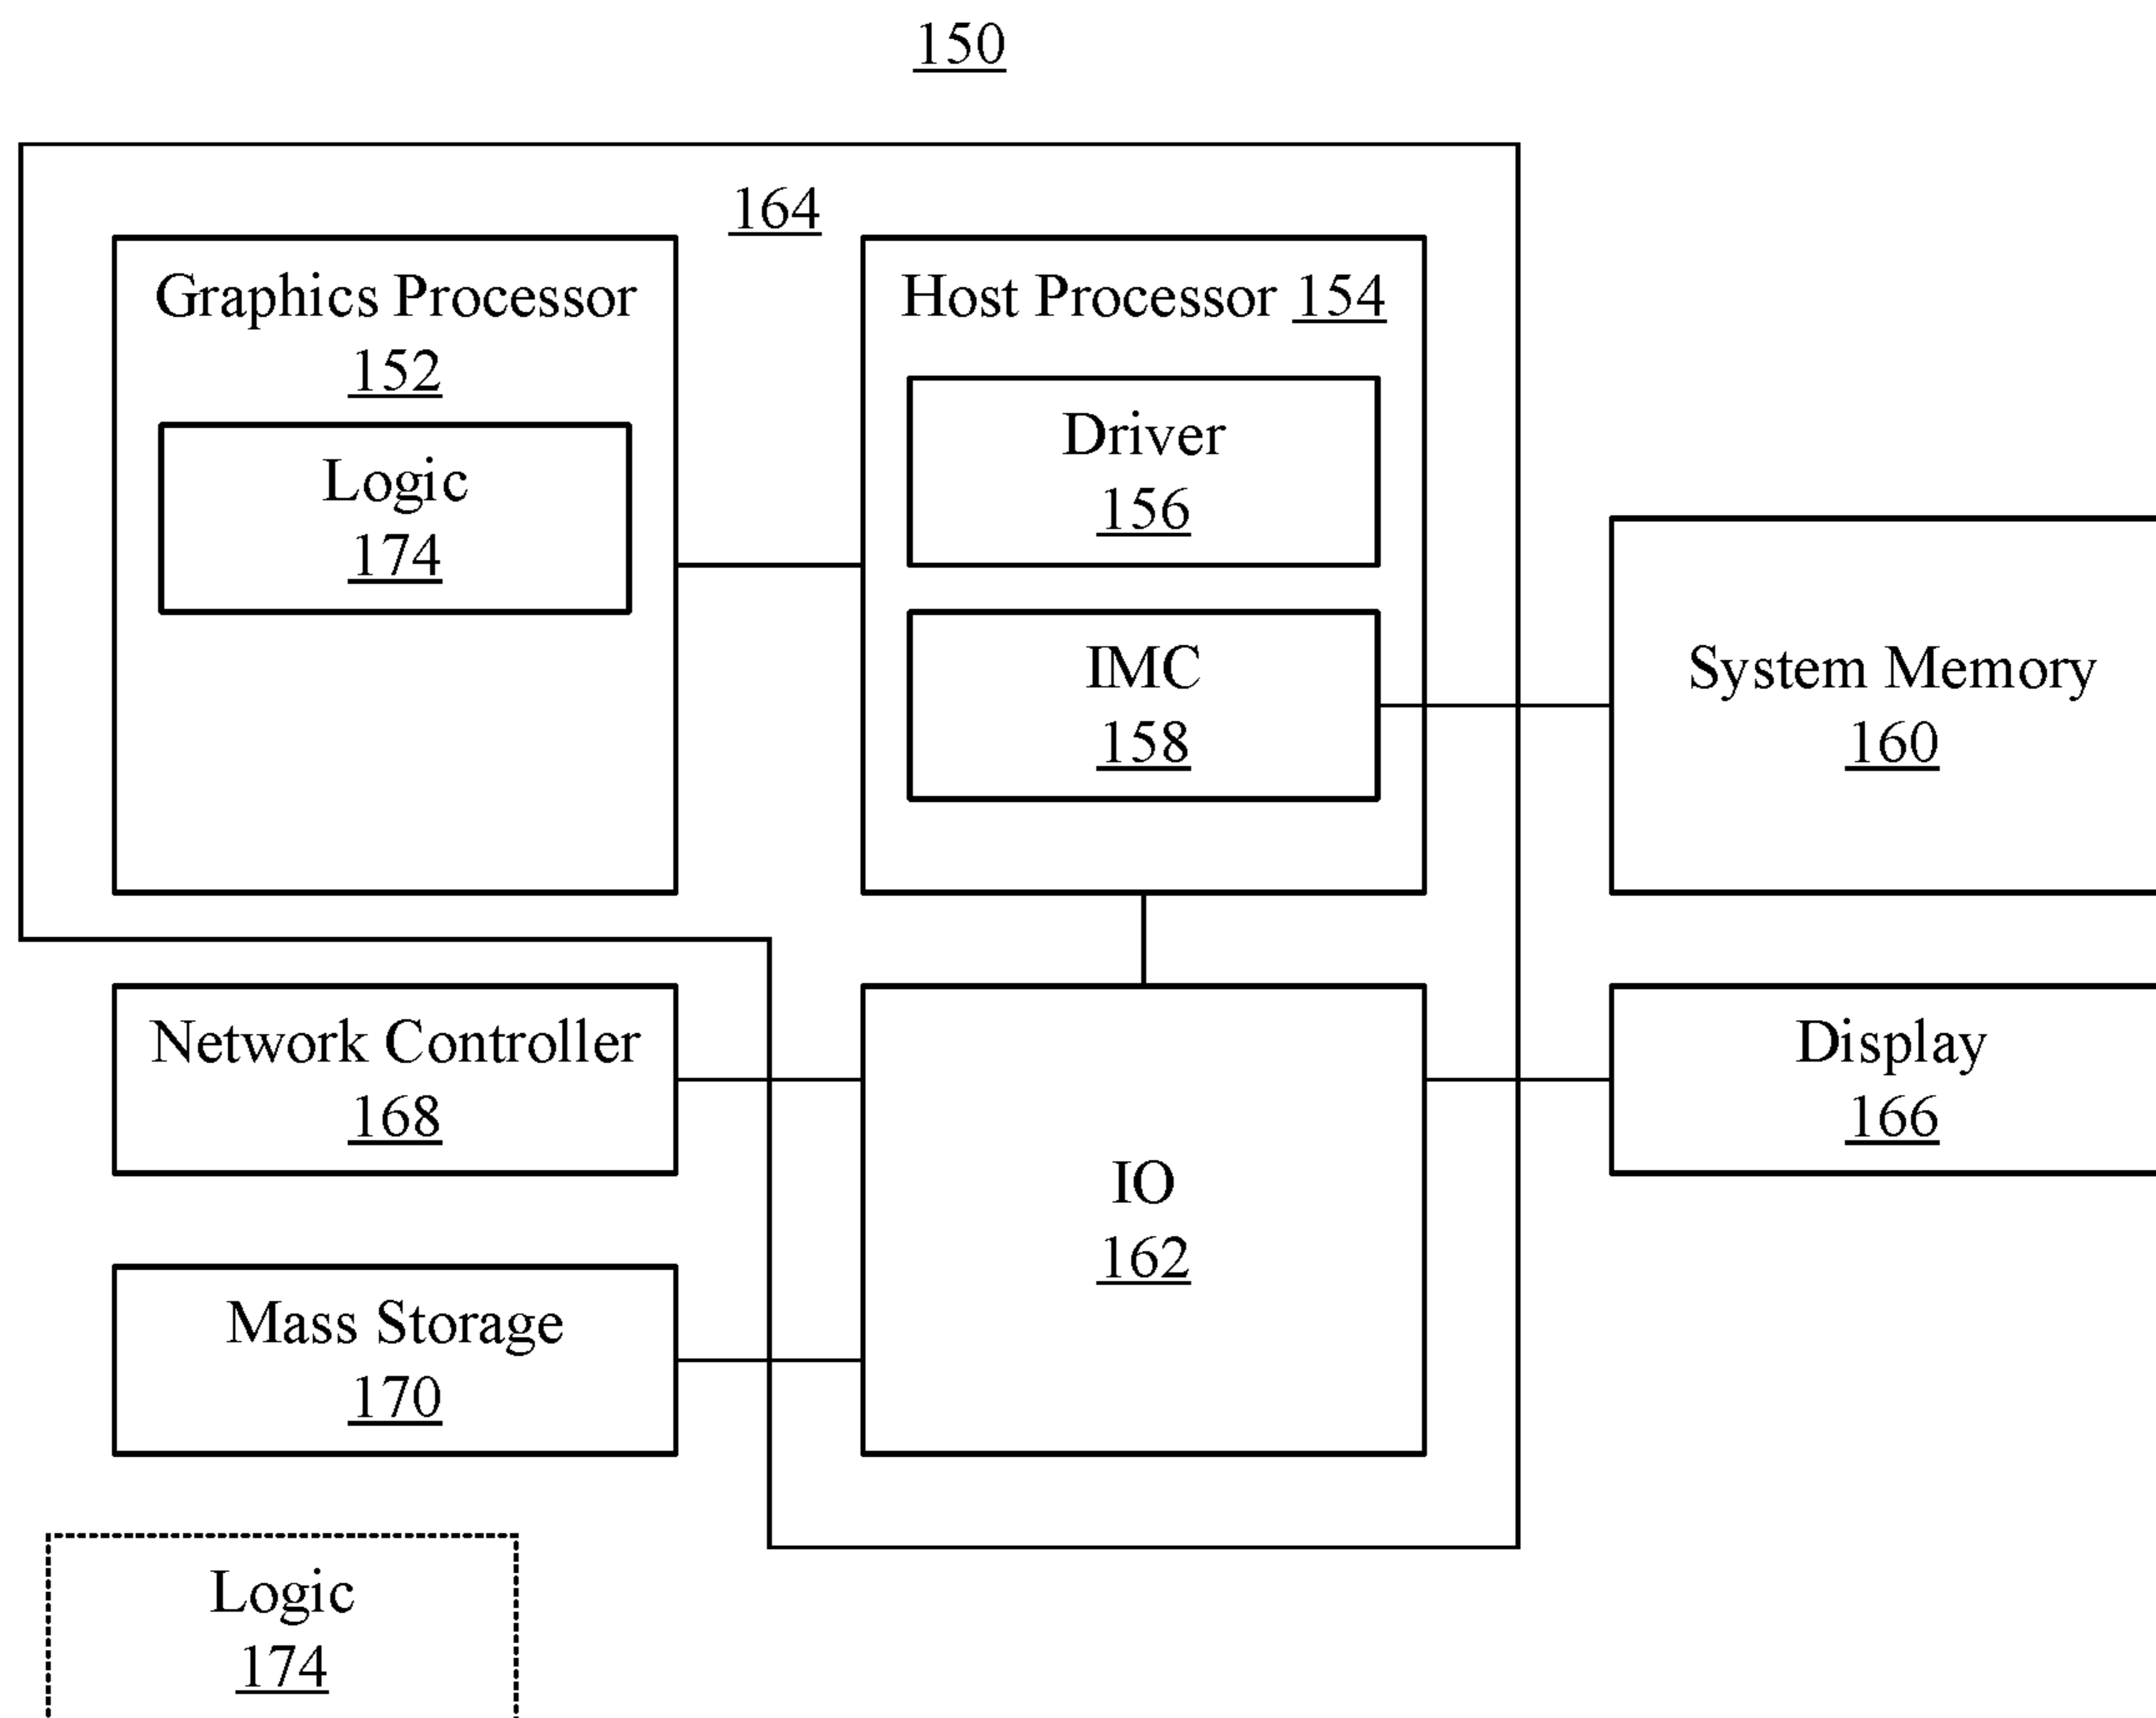 150
164
Graphics Processor
152
Logic
174
Host Processor 154
Driver
156
IMC
158
System Memory
160
Network Controller
168
IO
162
Display
166
Mass Storage
170
Logic
174